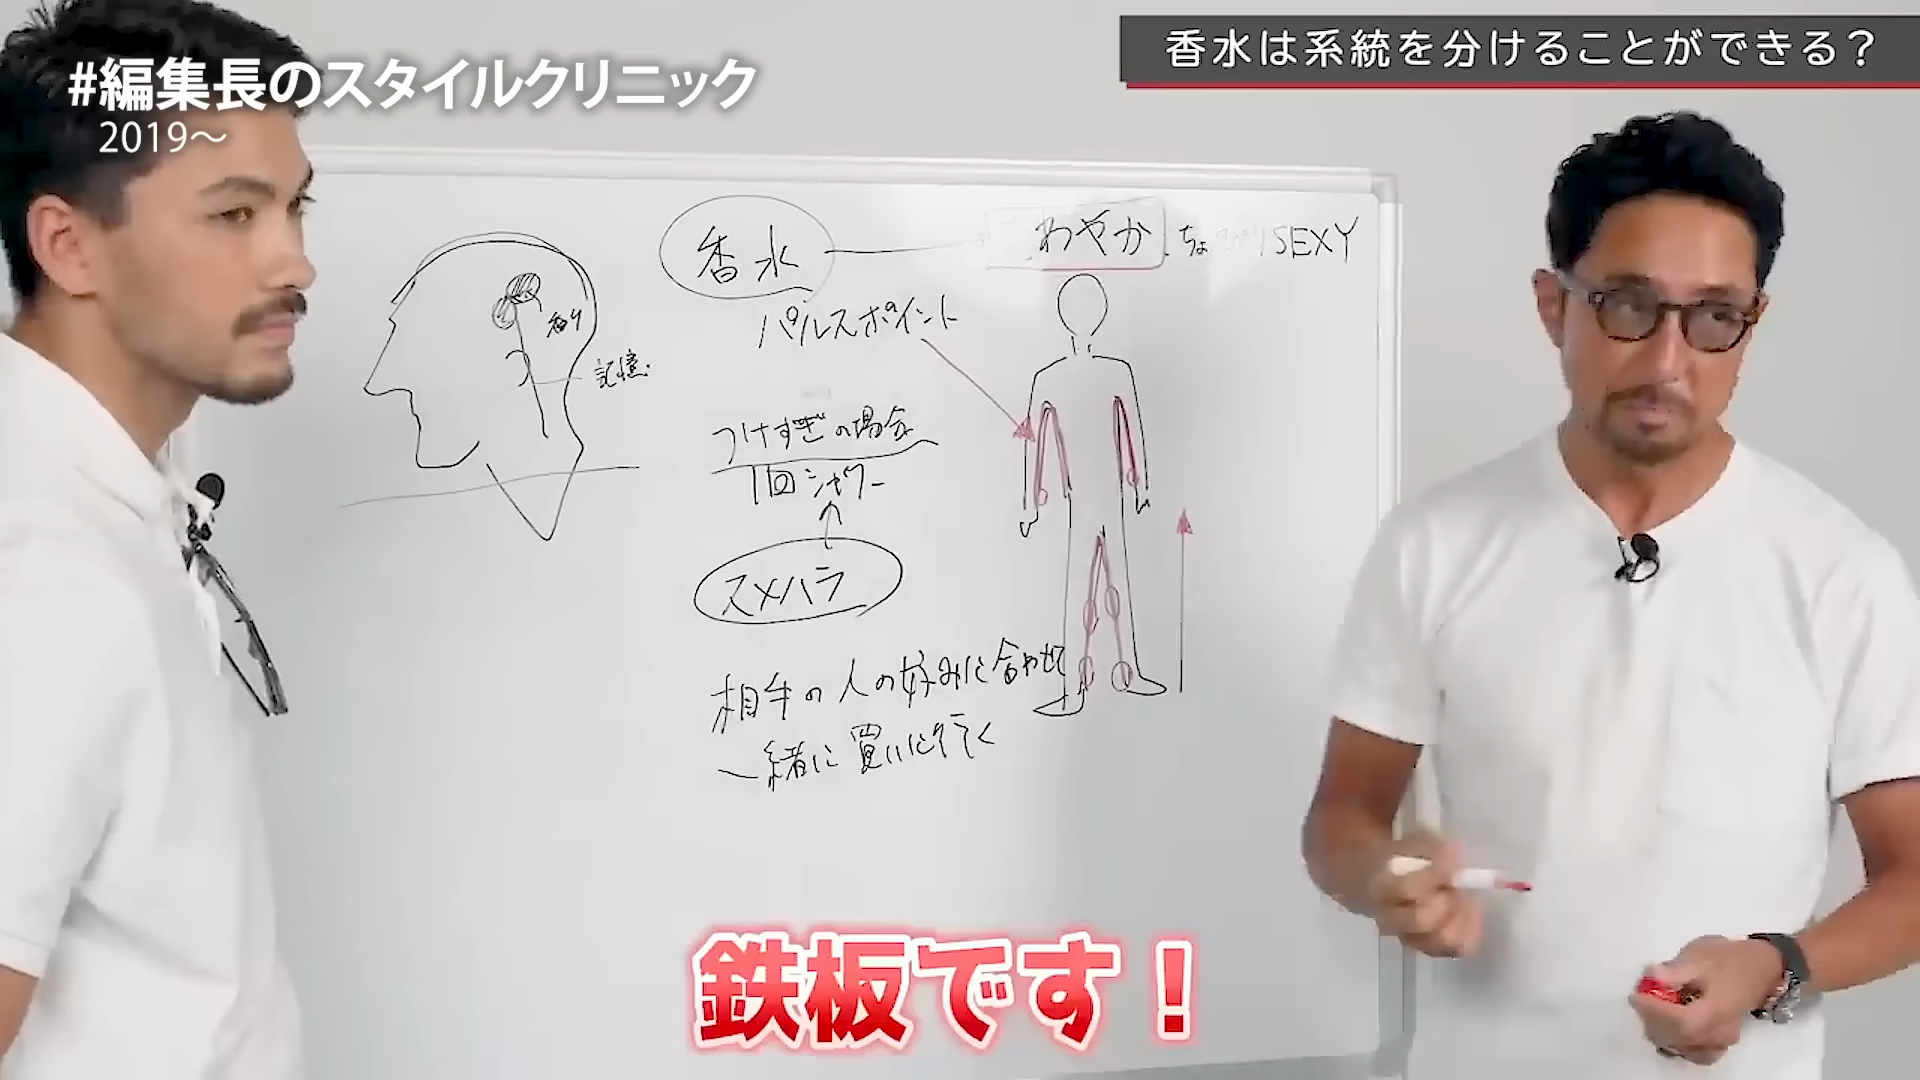 #編集長のスタイルクリニック
2019〜
香水は系統を分けることができる？
香水
わやか
ちょ
SEXY
パルスポイント
香り
記憶
つけすぎの場合
1回シャワー
スメハラ
相手の人の好みに合わせて
一緒に買いに行く
鉄板です！